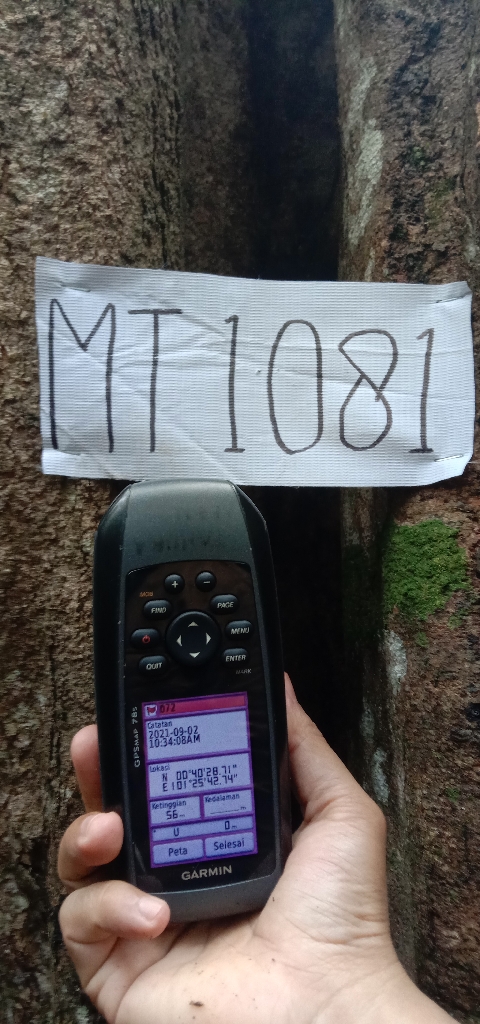 MT1081
+ -
MOB
FIND PAGE
MENU
QUIT ENTER
MARK
GPSMAP 78s
072
Catatan
2021-09-02
10:34:08AM
Lokasi
N 00°40'28.71"
E 101°25'42.74"
Ketinggian Kedalaman
56m
U 0m
Peta Selesai
GARMIN